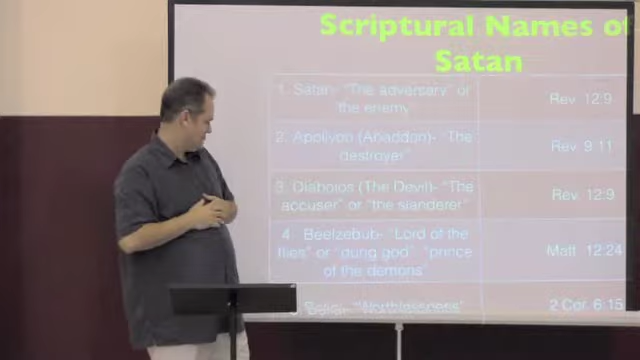 Scriptural Names of
Satan
1. Satan- "The adversary" or
the enemy
Rev. 12:9
2. Apollyon (Abaddon)- "The
destroyer"
Rev. 9:11
3. Diabolos (The Devil)- "The
accuser" or "the slanderer"
Rev. 12:9
4. Beelzebub- "Lord of the
flies" or "dung god" "prince
of the demons"
Matt. 12:24
Belial- "Worthlessness"
2 Cor. 6:15